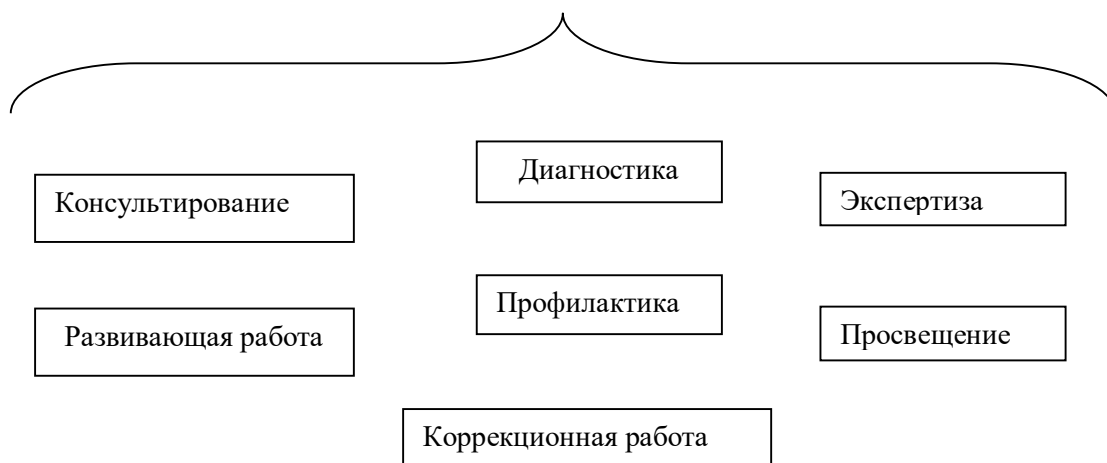 Диагностика
Консультирование
Экспертиза
Профилактика
Развивающая работа
Просвещение
Коррекционная работа